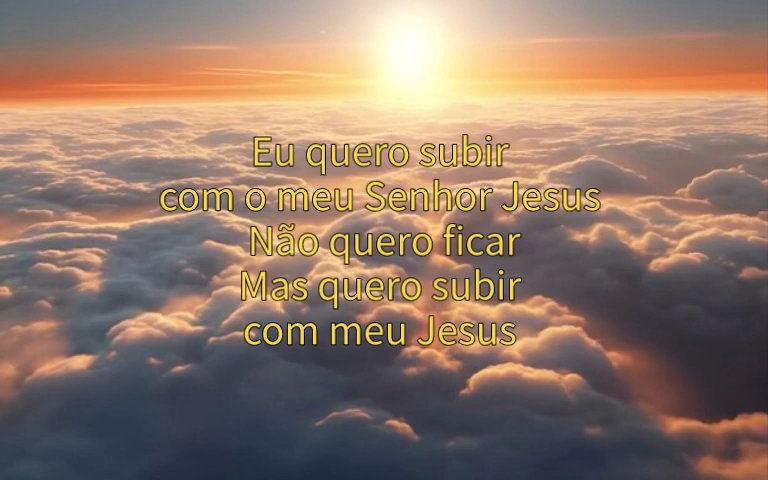 Eu quero subir
com o meu Senhor Jesus
Não quero ficar
Mas quero subir
com meu Jesus